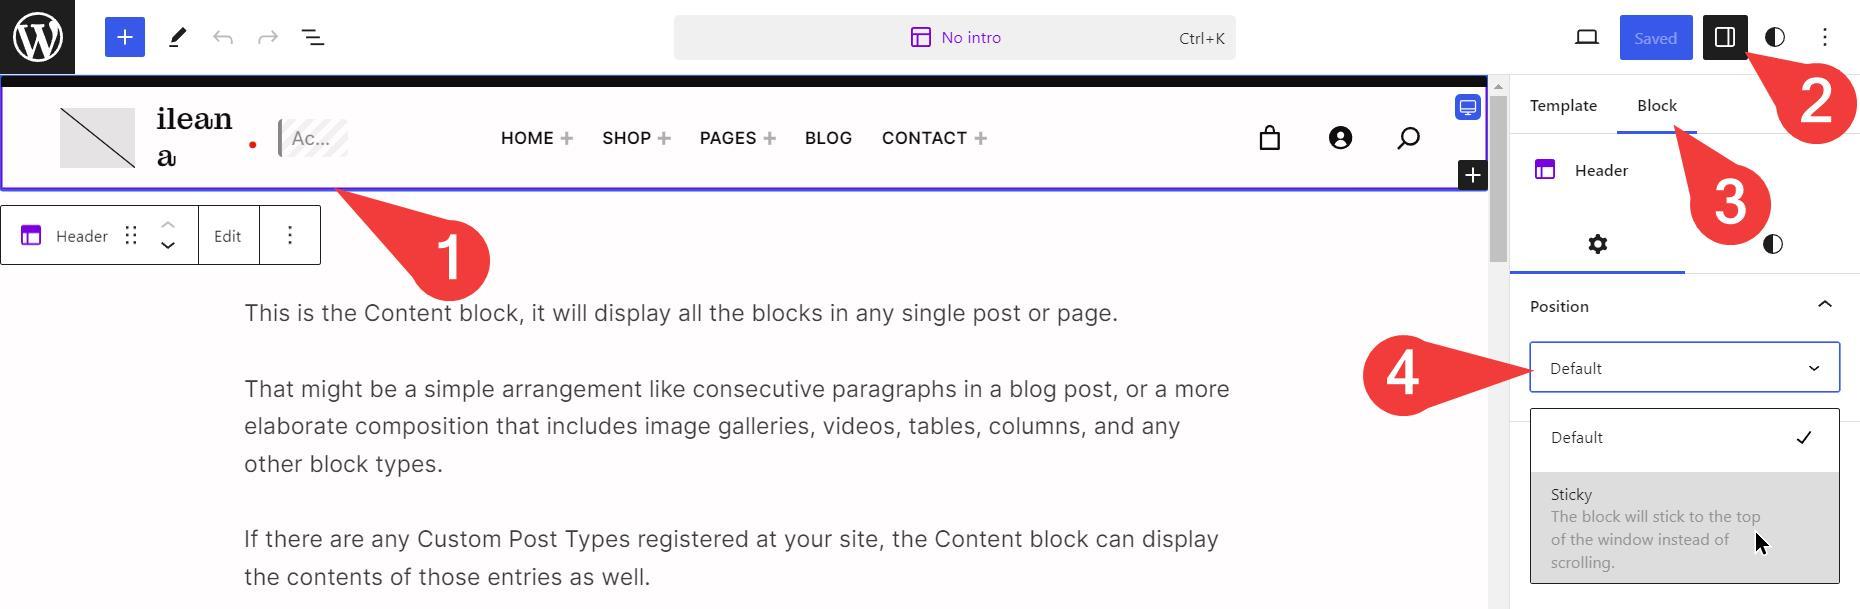 No intro
Ctrl+K
Saved
2
ilean
a
Ac...
HOME
SHOP
PAGES
BLOG
CONTACT
Template
Block
Header
3
Header
Edit
1
This is the Content block, it will display all the blocks in any single post or page.
That might be a simple arrangement like consecutive paragraphs in a blog post, or a more
elaborate composition that includes image galleries, videos, tables, columns, and any
other block types.
If there are any Custom Post Types registered at your site, the Content block can display
the contents of those entries as well.
Position
4
Default
Default
Sticky
The block will stick to the top
of the window instead of
scrolling.